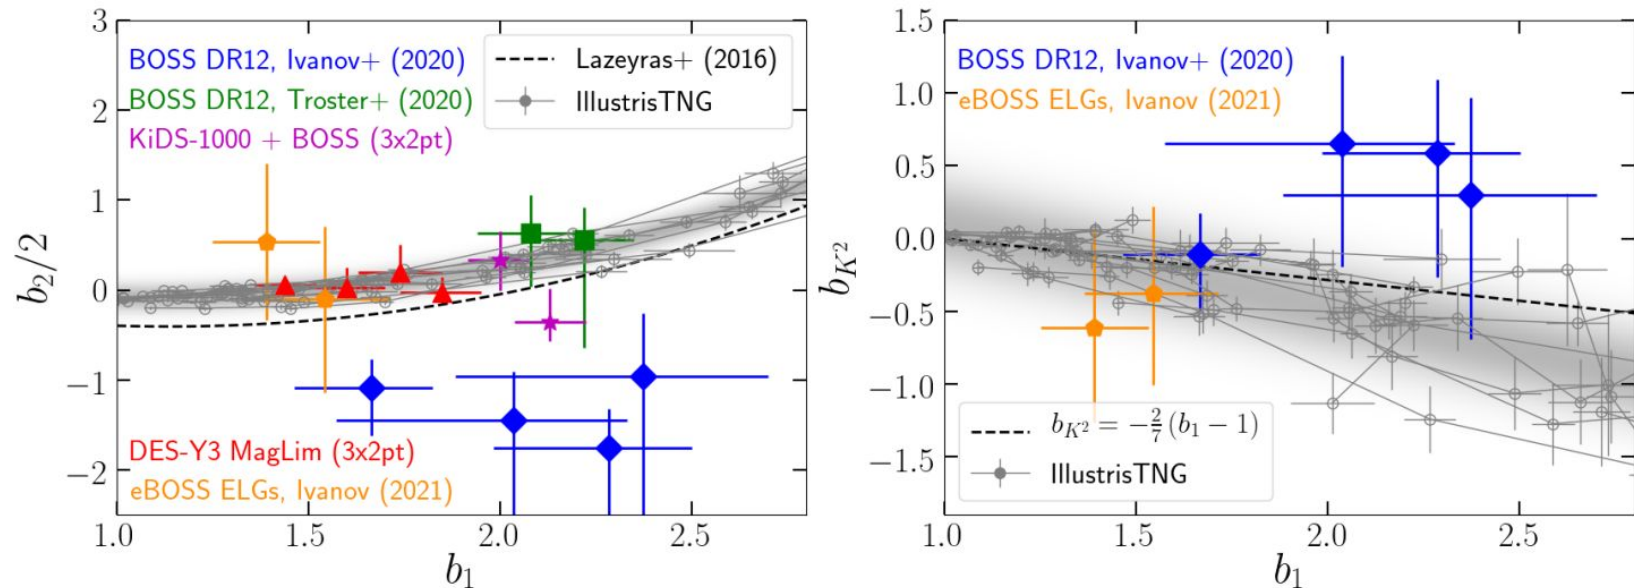 3
2
1
0
−1
−2
b₂/2
1.0
1.5
2.0
2.5
b₁
BOSS DR12, Ivanov+ (2020)
BOSS DR12, Troster+ (2020)
KiDS-1000 + BOSS (3x2pt)
Lazeyras+ (2016)
IllustrisTNG
DES-Y3 MagLim (3x2pt)
eBOSS ELGs, Ivanov (2021)
1.5
1.0
0.5
0.0
−0.5
−1.0
−1.5
b_{K²}
1.0
1.5
2.0
2.5
b₁
BOSS DR12, Ivanov+ (2020)
eBOSS ELGs, Ivanov (2021)
b_{K²} = −2/7 (b₁ − 1)
IllustrisTNG